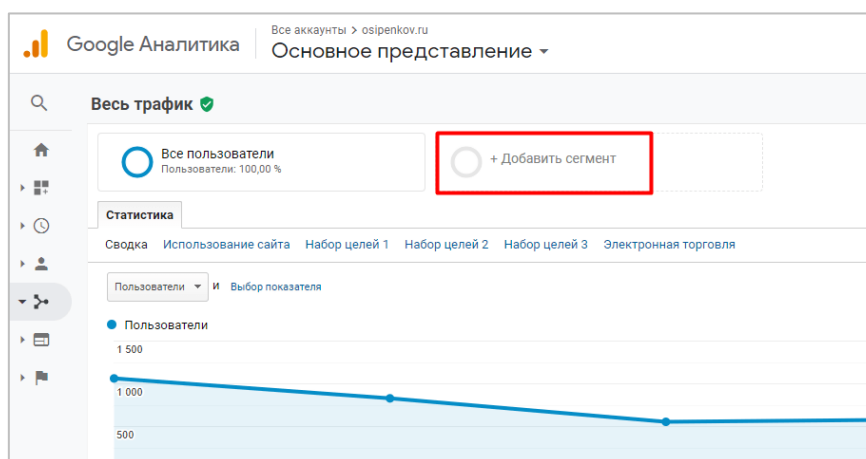 Google Аналитика
Все аккаунты > osipenkov.ru
Основное представление
Весь трафик
Все пользователи
Пользователи: 100,00 %
+ Добавить сегмент
Статистика
Сводка Использование сайта Набор целей 1 Набор целей 2 Набор целей 3 Электронная торговля
Пользователи и Выбор показателя
Пользователи
1 500
1 000
500